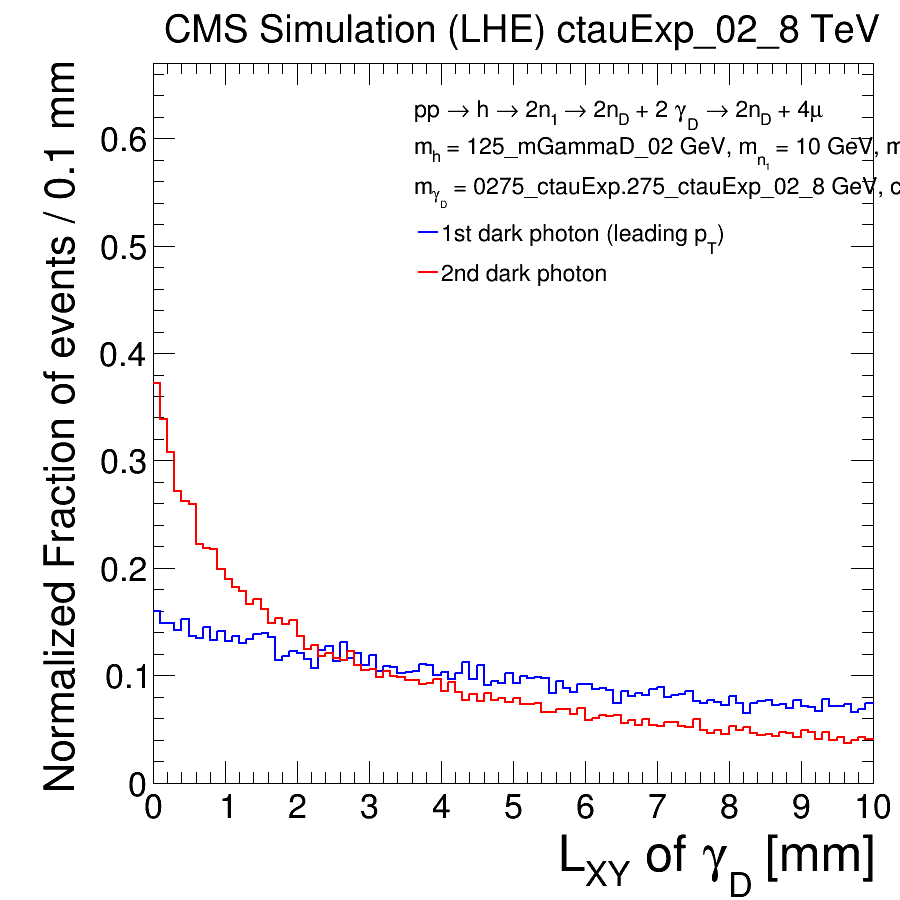 CMS Simulation (LHE) ctauExp_02_8 TeV
pp → h → 2n1 → 2nD + 2 γD → 2nD + 4μ
mh = 125_mGammaD_02 GeV, mn1 = 10 GeV, m
mγD = 0275_ctauExp.275_ctauExp_02_8 GeV, c
1st dark photon (leading pT)
2nd dark photon
Normalized Fraction of events / 0.1 mm
0.6
0.5
0.4
0.3
0.2
0.1
0
0 1 2 3 4 5 6 7 8 9 10
LXY of γD [mm]